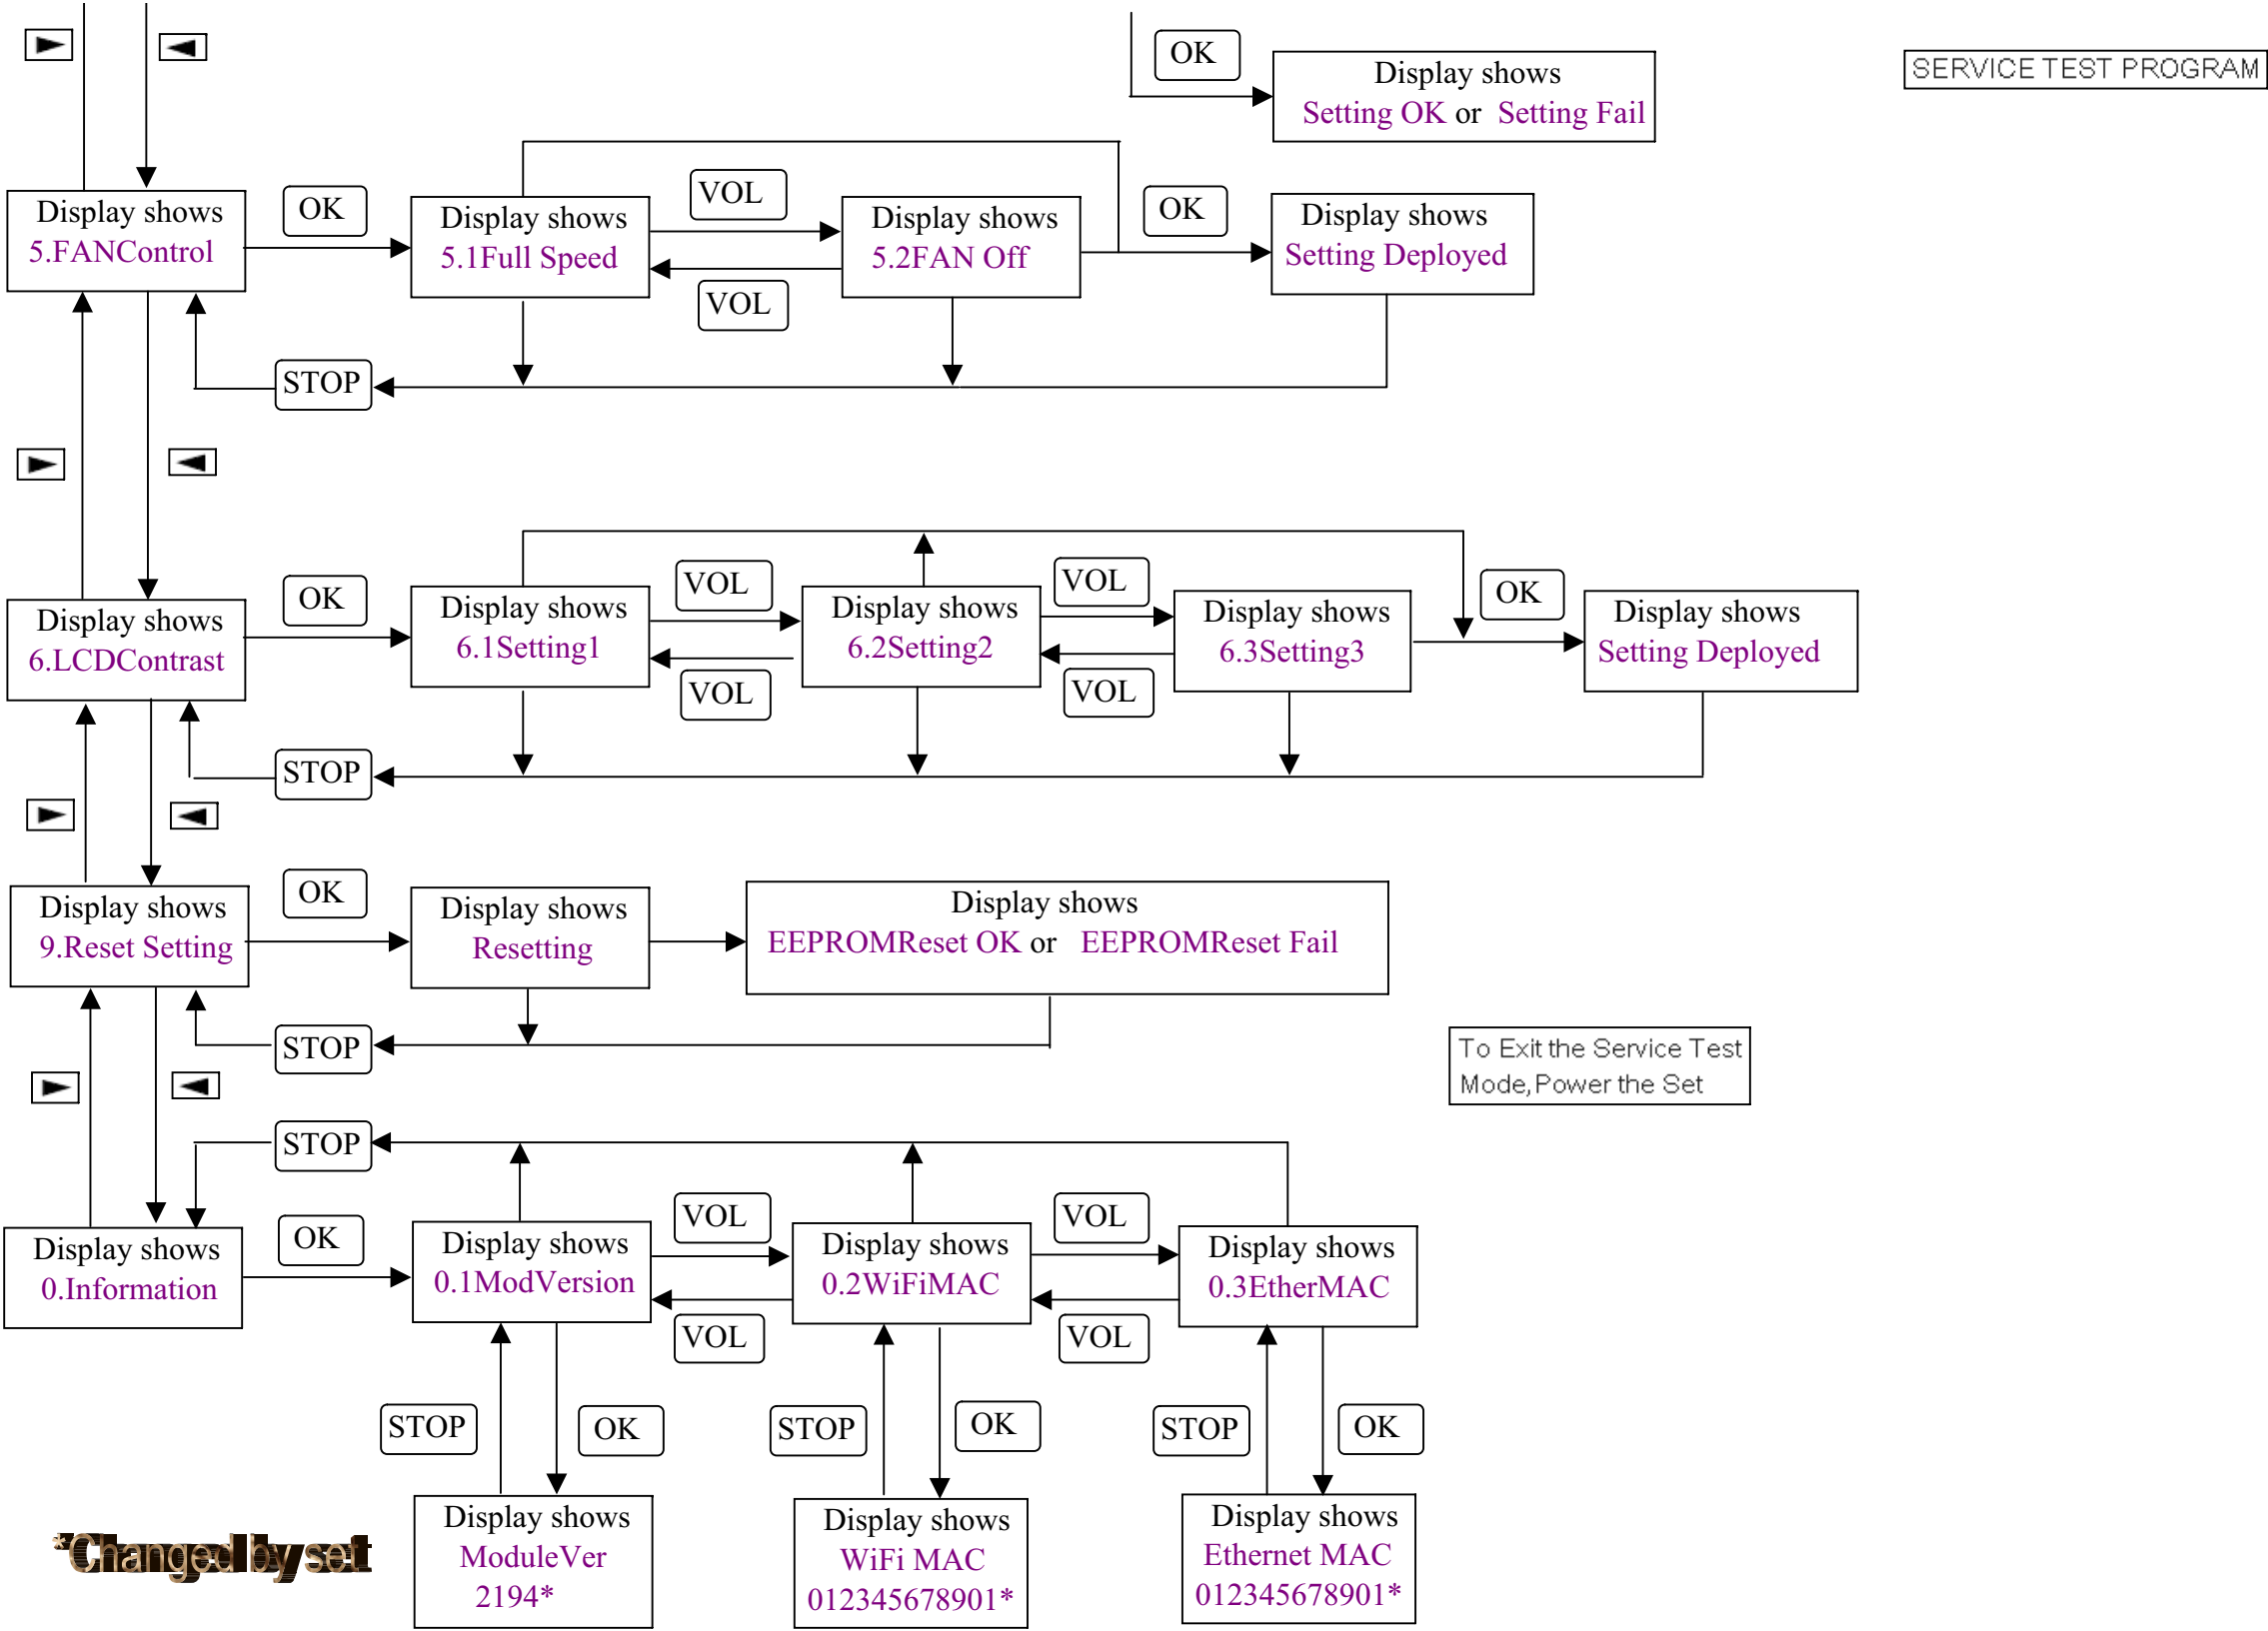 OK
Display shows
Setting OK or Setting Fail
SERVICE TEST PROGRAM
Display shows
5.FANControl
OK
Display shows
5.1Full Speed
VOL
VOL
Display shows
5.2FAN Off
OK
Display shows
Setting Deployed
STOP
Display shows
6.LCDContrast
OK
Display shows
6.1Setting1
VOL
VOL
Display shows
6.2Setting2
VOL
VOL
Display shows
6.3Setting3
OK
Display shows
Setting Deployed
STOP
Display shows
9.Reset Setting
OK
Display shows
Resetting
Display shows
EEPROMReset OK or EEPROMReset Fail
STOP
To Exit the Service Test
Mode,Power the Set
STOP
Display shows
0.Information
OK
Display shows
0.1ModVersion
VOL
VOL
Display shows
0.2WiFiMAC
VOL
VOL
Display shows
0.3EtherMAC
STOP
OK
STOP
OK
STOP
OK
Display shows
ModuleVer
2194*
Display shows
WiFi MAC
012345678901*
Display shows
Ethernet MAC
012345678901*
*Changed by set